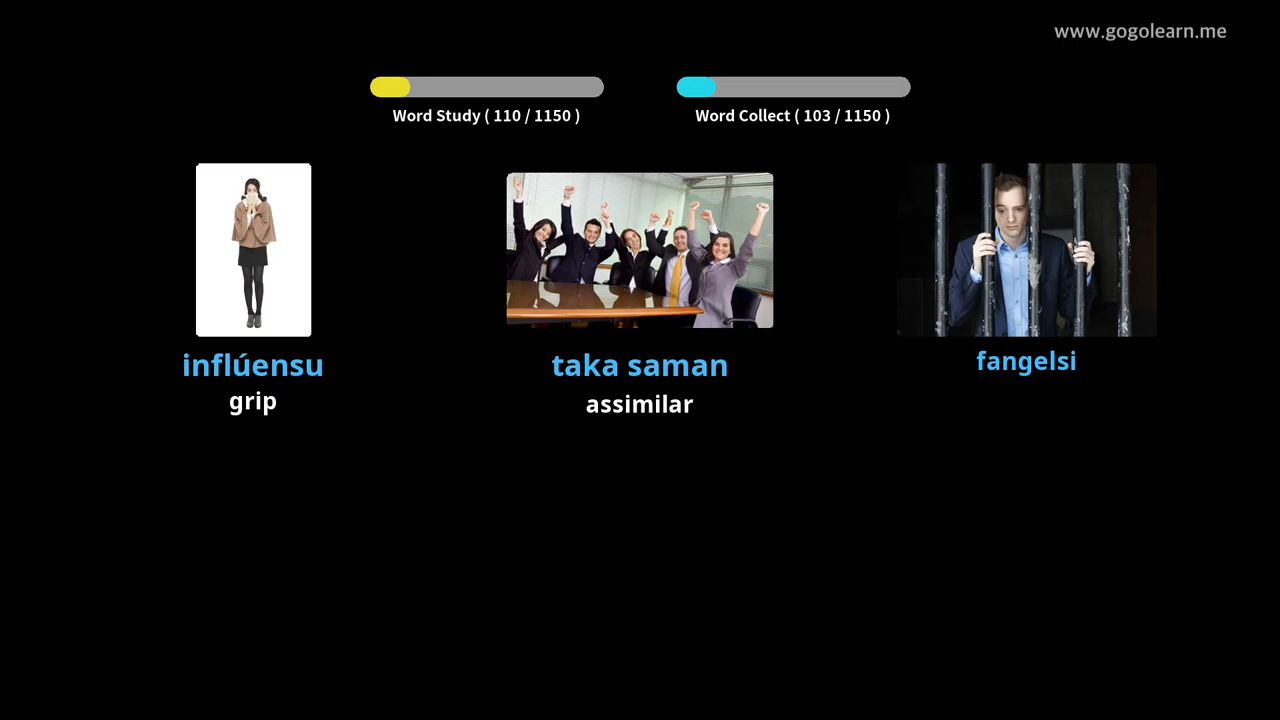 www.gogolearn.me
Word Study ( 110 / 1150 )
Word Collect ( 103 / 1150 )
inflúensu
grip
taka saman
assimilar
fangelsi